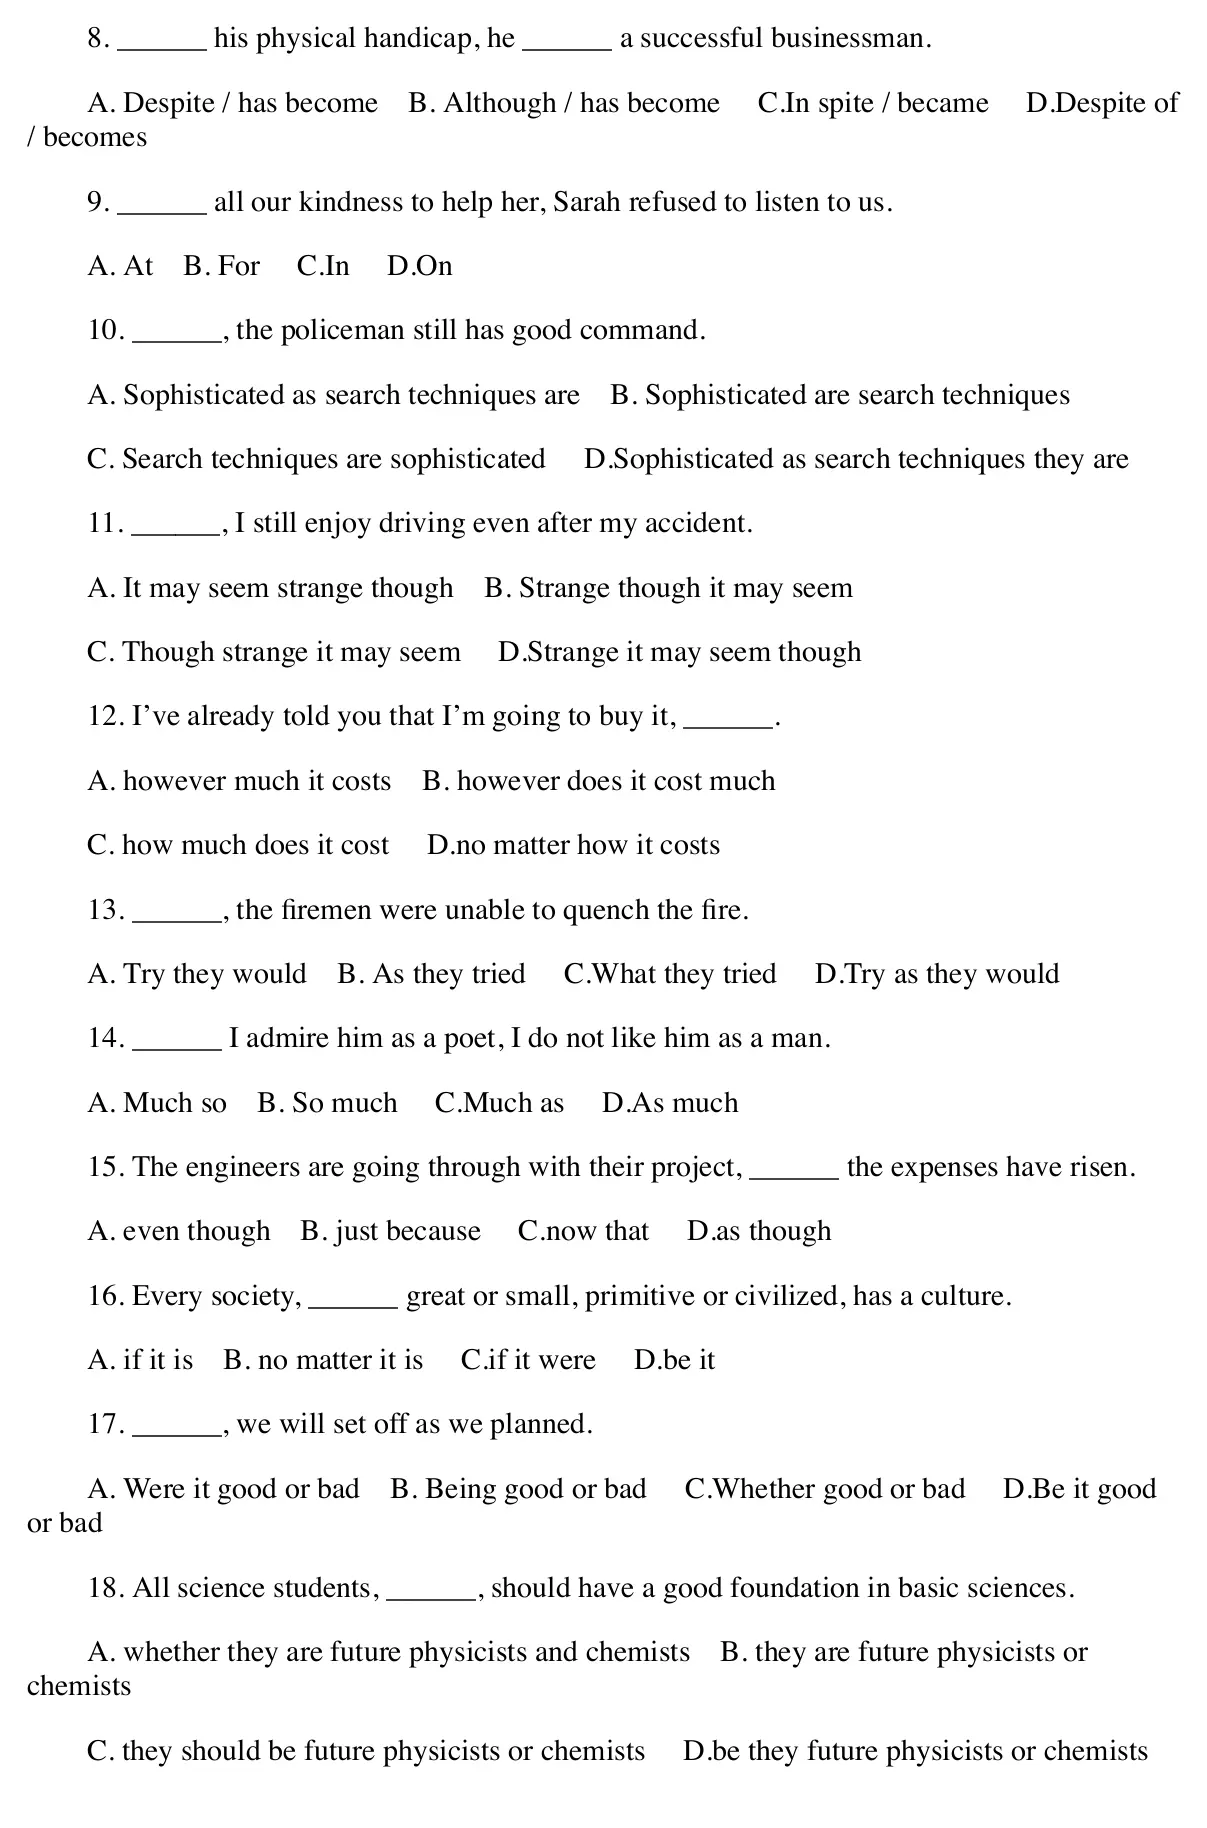 8. ______ his physical handicap, he ______ a successful businessman.
A. Despite / has become B. Although / has become C.In spite / became D.Despite of
/ becomes
9. ______ all our kindness to help her, Sarah refused to listen to us.
A. At B. For C.In D.On
10. ______, the policeman still has good command.
A. Sophisticated as search techniques are B. Sophisticated are search techniques
C. Search techniques are sophisticated D.Sophisticated as search techniques they are
11. ______, I still enjoy driving even after my accident.
A. It may seem strange though B. Strange though it may seem
C. Though strange it may seem D.Strange it may seem though
12. I’ve already told you that I’m going to buy it, ______.
A. however much it costs B. however does it cost much
C. how much does it cost D.no matter how it costs
13. ______, the firemen were unable to quench the fire.
A. Try they would B. As they tried C.What they tried D.Try as they would
14. ______ I admire him as a poet, I do not like him as a man.
A. Much so B. So much C.Much as D.As much
15. The engineers are going through with their project, ______ the expenses have risen.
A. even though B. just because C.now that D.as though
16. Every society, ______ great or small, primitive or civilized, has a culture.
A. if it is B. no matter it is C.if it were D.be it
17. ______, we will set off as we planned.
A. Were it good or bad B. Being good or bad C.Whether good or bad D.Be it good
or bad
18. All science students, ______, should have a good foundation in basic sciences.
A. whether they are future physicists and chemists B. they are future physicists or
chemists
C. they should be future physicists or chemists D.be they future physicists or chemists